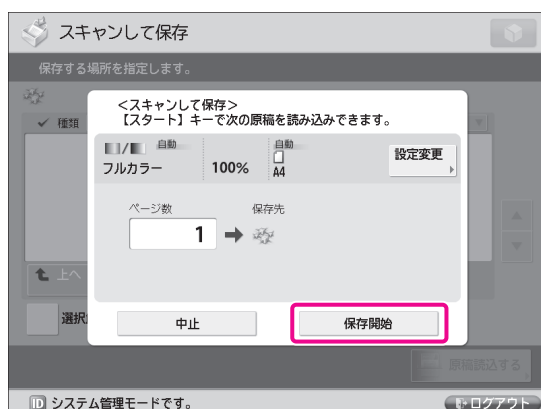 スキャンして保存
保存する場所を指定します。
種類
<スキャンして保存>
【スタート】キーで次の原稿を読み込みできます。
自動
フルカラー
100%
自動
A4
設定変更
ページ数
保存先
1
上へ
選択
中止
保存開始
原稿読込する
ID システム管理モードです。
ログアウト